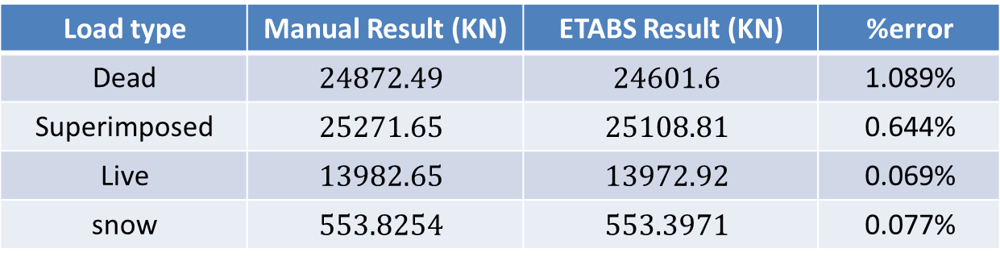 Load type Manual Result (KN) ETABS Result (KN) %error
Dead 24872.49 24601.6 1.089%
Superimposed 25271.65 25108.81 0.644%
Live 13982.65 13972.92 0.069%
snow 553.8254 553.3971 0.077%